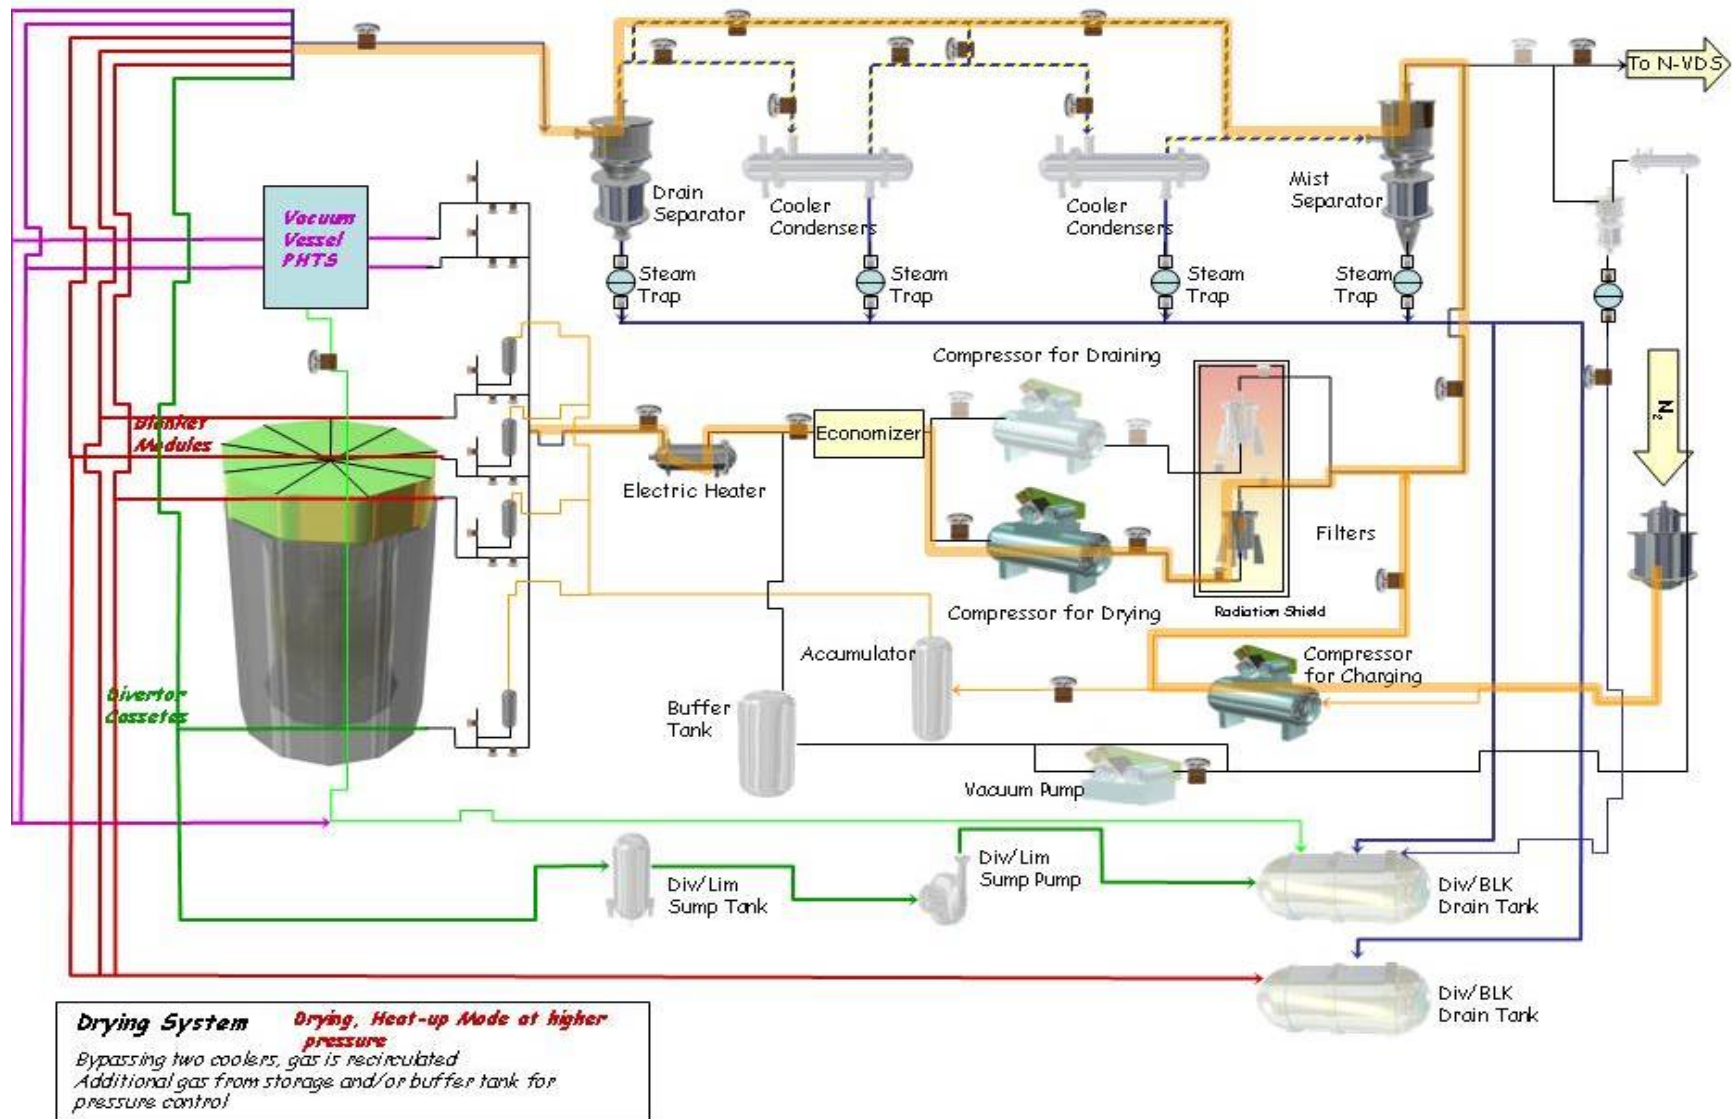 To N-VDS
Vacuum
Vessel
PHTS
Drain
Separator
Cooler
Condensers
Cooler
Condensers
Mist
Separator
Steam
Trap
Steam
Trap
Steam
Trap
Steam
Trap
Compressor for Draining
N2
Blanket
Modules
Economizer
Electric Heater
Filters
Compressor for Drying
Radiation Shield
Accumulator
Compressor
for Charging
Buffer
Tank
Divertor
Cassetes
Vacuum Pump
Div/Lim
Sump Pump
Div/Lim
Sump Tank
Div/BLK
Drain Tank
Div/BLK
Drain Tank
Drying System Drying, Heat-up Mode at higher
pressure
Bypassing two coolers, gas is recirculated
Additional gas from storage and/or buffer tank for
pressure control